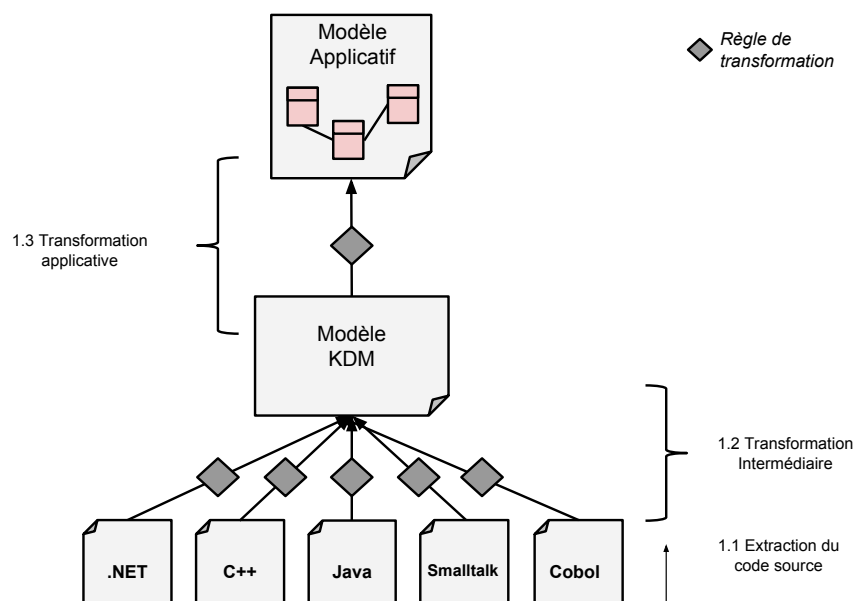 Modèle
Applicatif
Règle de
transformation
1.3 Transformation
applicative
Modèle
KDM
1.2 Transformation
Intermédiaire
.NET
C++
Java
Smalltalk
Cobol
1.1 Extraction du
code source